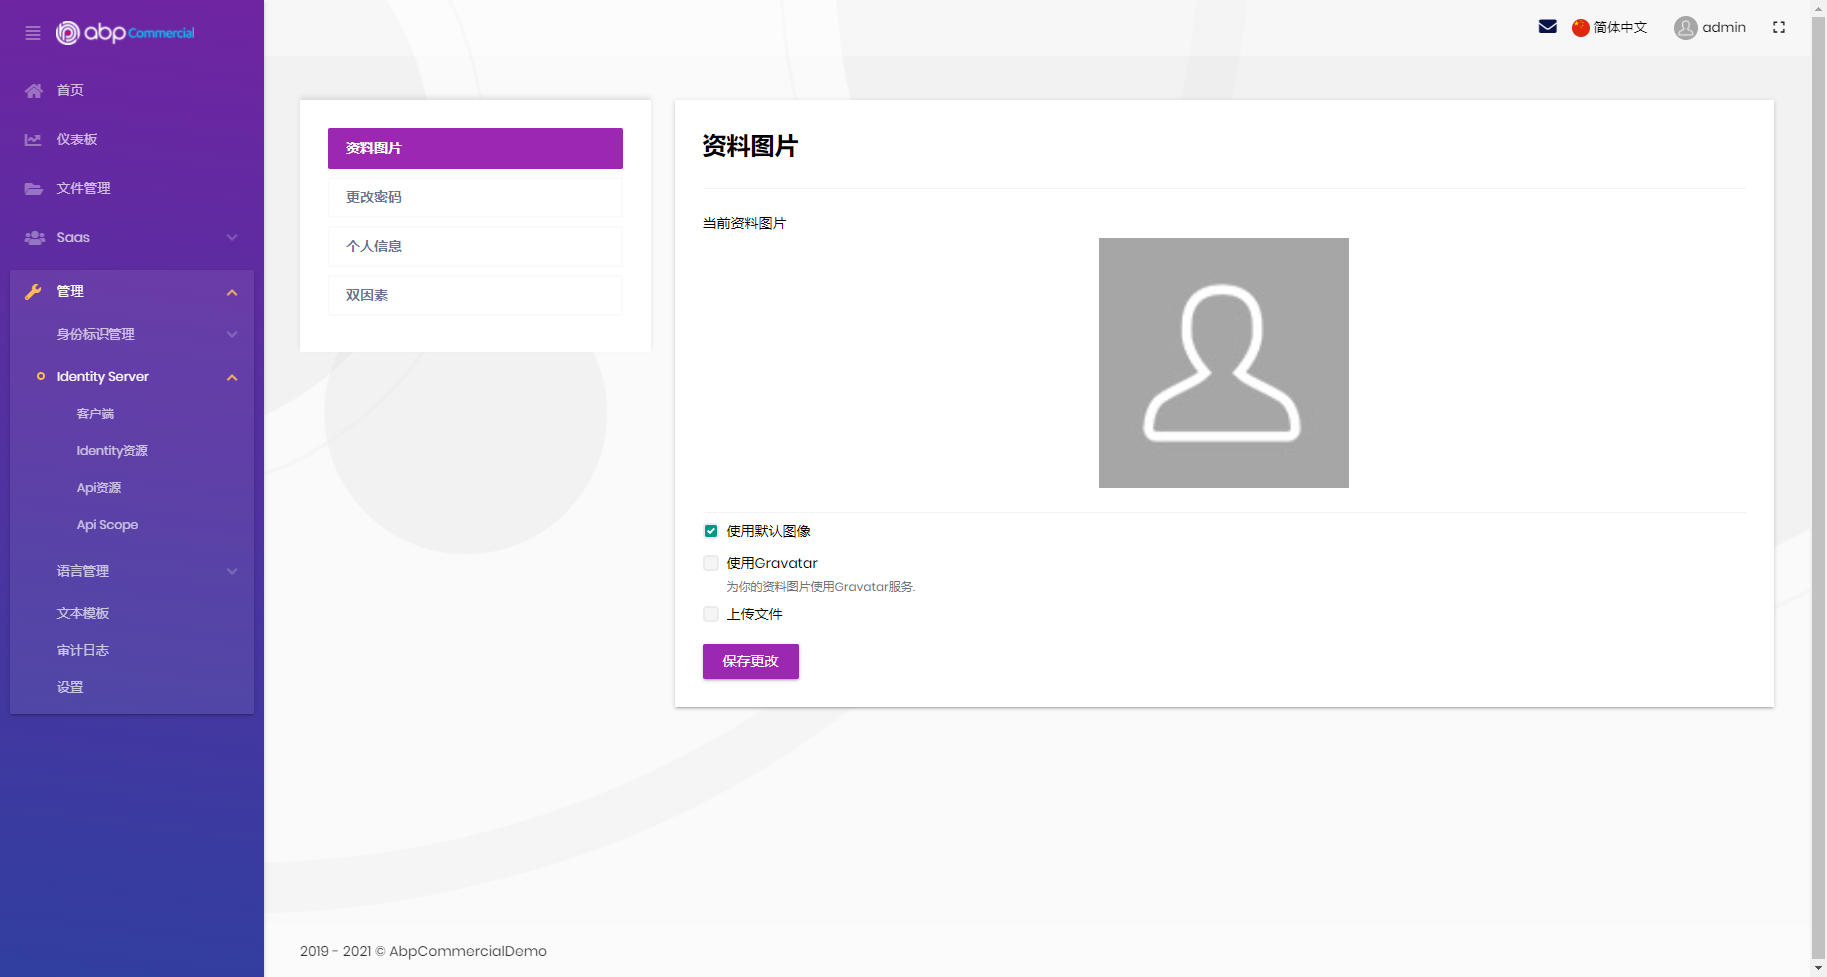 abp Commercial
首页
仪表板
文件管理
Saas
管理
身份标识管理
Identity Server
客户端
Identity资源
Api资源
Api Scope
语言管理
文本模板
审计日志
设置
简体中文
admin
资料图片
更改密码
个人信息
双因素
资料图片
当前资料图片
使用默认图像
使用Gravatar
为你的资料图片使用Gravatar服务.
上传文件
保存更改
2019 - 2021 © AbpCommercialDemo